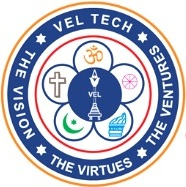 VEL TECH
THE VISION
THE VENTURES
THE VIRTUES
ॐ
VEL